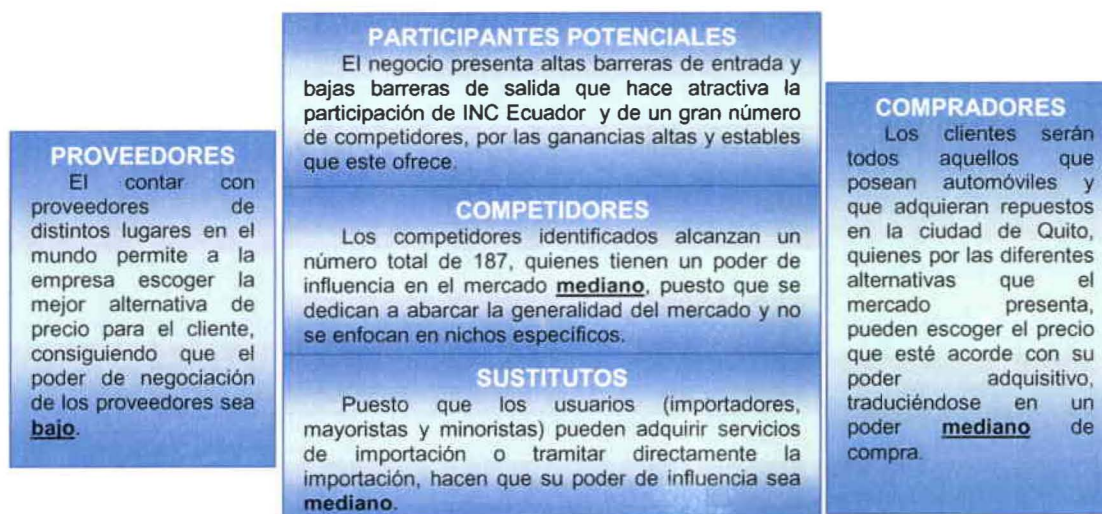 PARTICIPANTES POTENCIALES
El negocio presenta altas barreras de entrada y
bajas barreras de salida que hace atractiva la
participación de INC Ecuador y de un gran número
de competidores, por las ganancias altas y estables
que este ofrece.
PROVEEDORES
El contar con
proveedores de
distintos lugares en el
mundo permite a la
empresa escoger la
mejor alternativa de
precio para el cliente,
consiguiendo que el
poder de negociación
de los proveedores sea
bajo.
COMPETIDORES
Los competidores identificados alcanzan un
número total de 187, quienes tienen un poder de
influencia en el mercado mediano, puesto que se
dedican a abarcar la generalidad del mercado y no
se enfocan en nichos específicos.
SUSTITUTOS
Puesto que los usuarios (importadores,
mayoristas y minoristas) pueden adquirir servicios
de importación o tramitar directamente la
importación, hacen que su poder de influencia sea
mediano.
COMPRADORES
Los clientes serán
todos aquellos que
posean automóviles y
que adquieran repuestos
en la ciudad de Quito,
quienes por las diferentes
alternativas que el
mercado presenta,
pueden escoger el precio
que esté acorde con su
poder adquisitivo,
traduciéndose en un
poder mediano de
compra.